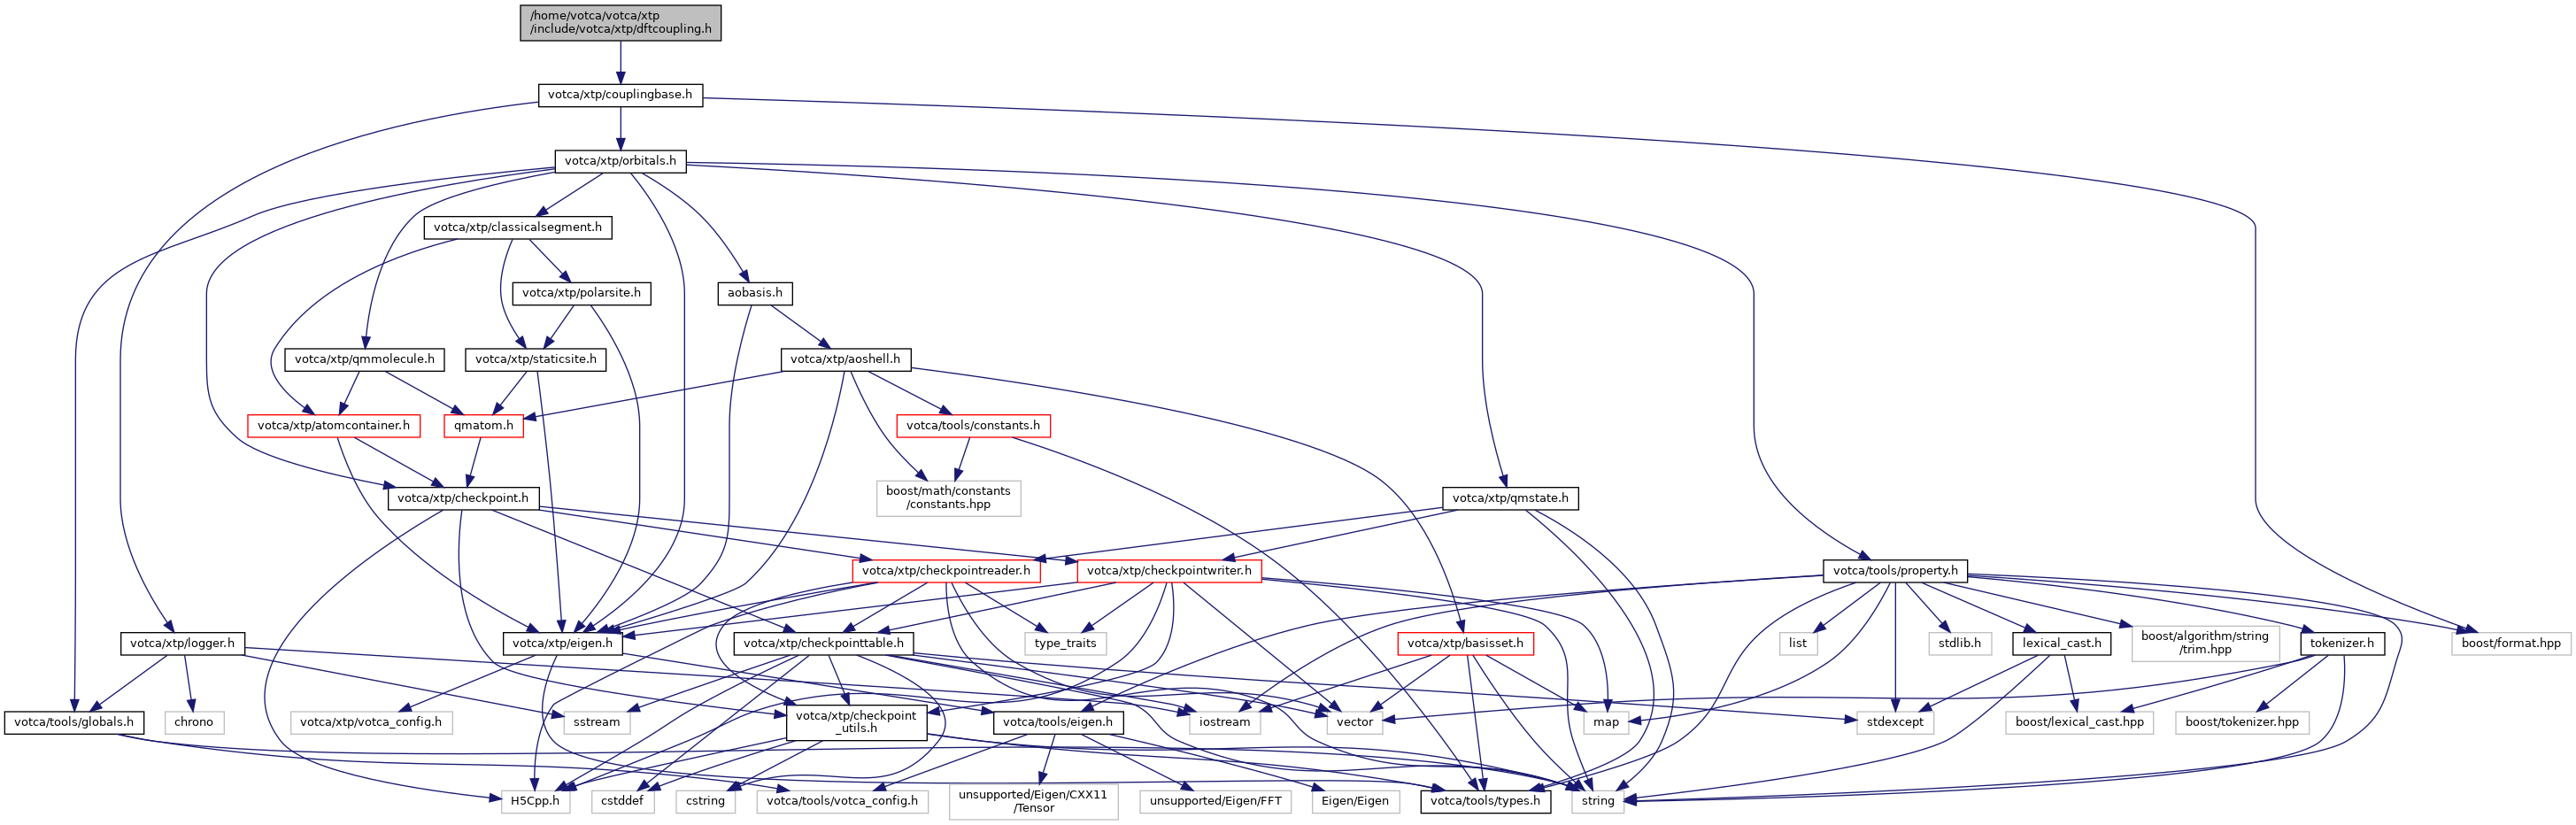 /home/votca/votca/xtp
/include/votca/xtp/dftcoupling.h
votca/xtp/couplingbase.h
votca/xtp/orbitals.h
votca/xtp/classicalsegment.h
votca/xtp/polarsite.h
aobasis.h
votca/xtp/qmmolecule.h
votca/xtp/staticsite.h
votca/xtp/aoshell.h
votca/xtp/atomcontainer.h
qmatom.h
votca/tools/constants.h
votca/xtp/checkpoint.h
boost/math/constants
/constants.hpp
votca/xtp/qmstate.h
votca/xtp/checkpointreader.h
votca/xtp/checkpointwriter.h
votca/tools/property.h
votca/xtp/logger.h
votca/xtp/eigen.h
votca/xtp/checkpointtable.h
type_traits
votca/xtp/basisset.h
list
stdlib.h
lexical_cast.h
boost/algorithm/string
/trim.hpp
tokenizer.h
boost/format.hpp
votca/tools/globals.h
chrono
votca/xtp/votca_config.h
sstream
votca/xtp/checkpoint
_utils.h
votca/tools/eigen.h
iostream
vector
map
stdexcept
boost/lexical_cast.hpp
boost/tokenizer.hpp
H5Cpp.h
cstddef
cstring
votca/tools/votca_config.h
unsupported/Eigen/CXX11
/Tensor
unsupported/Eigen/FFT
Eigen/Eigen
votca/tools/types.h
string